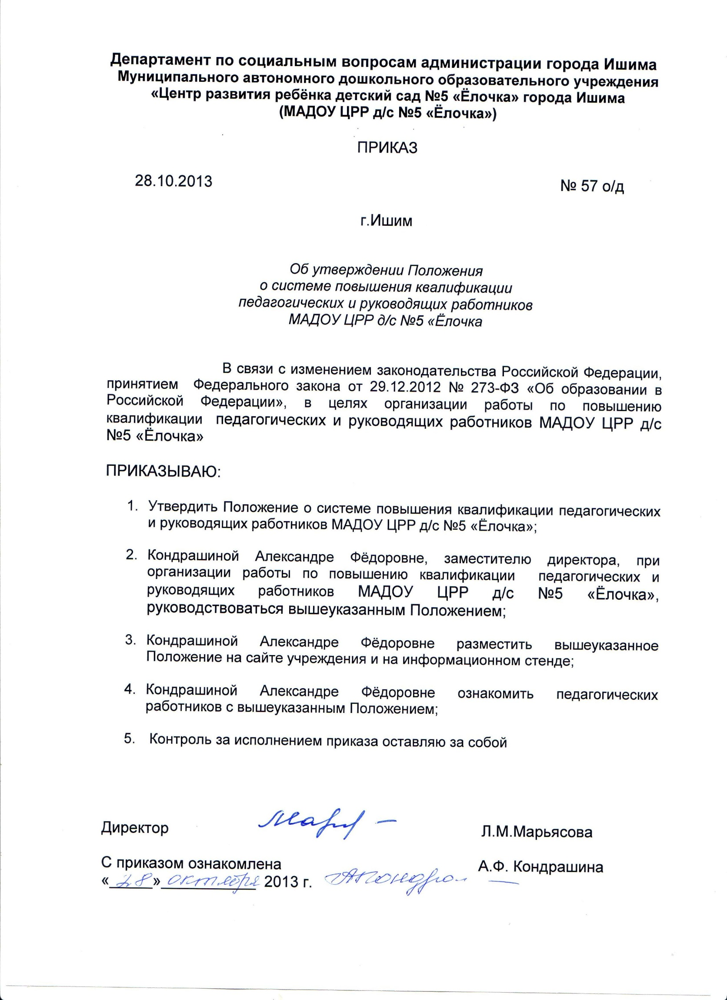 Департамент по социальным вопросам администрации города Ишима
Муниципального автономного дошкольного образовательного учреждения
«Центр развития ребёнка детский сад №5 «Ёлочка» города Ишима
(МАДОУ ЦРР д/с №5 «Ёлочка»)
ПРИКАЗ
28.10.2013 № 57 о/д
г.Ишим
Об утверждении Положения
о системе повышения квалификации
педагогических и руководящих работников
МАДОУ ЦРР д/с №5 «Ёлочка
В связи с изменением законодательства Российской Федерации,
принятием Федерального закона от 29.12.2012 № 273-ФЗ «Об образовании в
Российской Федерации», в целях организации работы по повышению
квалификации педагогических и руководящих работников МАДОУ ЦРР д/с
№5 «Ёлочка»
ПРИКАЗЫВАЮ:
1. Утвердить Положение о системе повышения квалификации педагогических
и руководящих работников МАДОУ ЦРР д/с №5 «Ёлочка»;
2. Кондрашиной Александре Фёдоровне, заместителю директора, при
организации работы по повышению квалификации педагогических и
руководящих работников МАДОУ ЦРР д/с №5 «Ёлочка»,
руководствоваться вышеуказанным Положением;
3. Кондрашиной Александре Фёдоровне разместить вышеуказанное
Положение на сайте учреждения и на информационном стенде;
4. Кондрашиной Александре Фёдоровне ознакомить педагогических
работников с вышеуказанным Положением;
5. Контроль за исполнением приказа оставляю за собой
Директор Л.М.Марьясова
С приказом ознакомлена А.Ф. Кондрашина
«28» октября 2013 г.